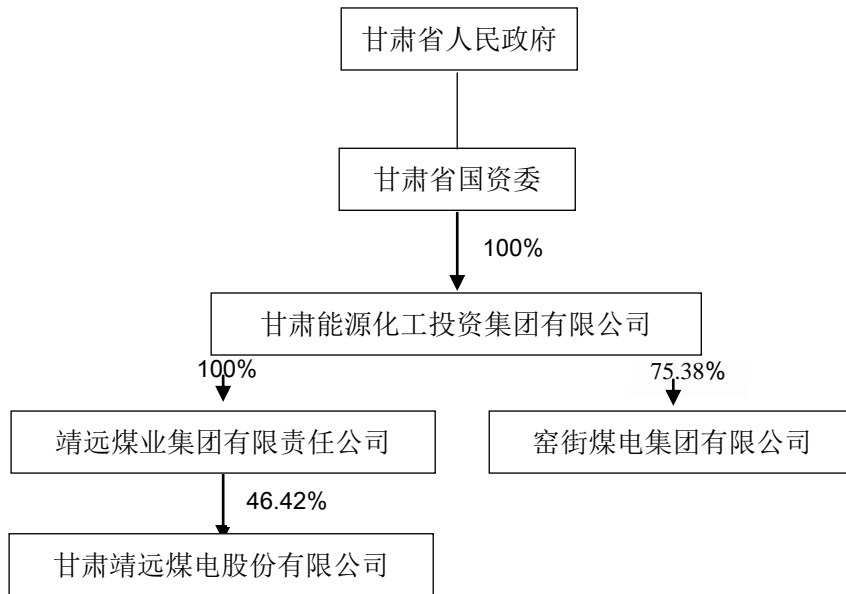 甘肃省人民政府
甘肃省国资委
100%
甘肃能源化工投资集团有限公司
100%
75.38%
靖远煤业集团有限责任公司
窑街煤电集团有限公司
46.42%
甘肃靖远煤电股份有限公司